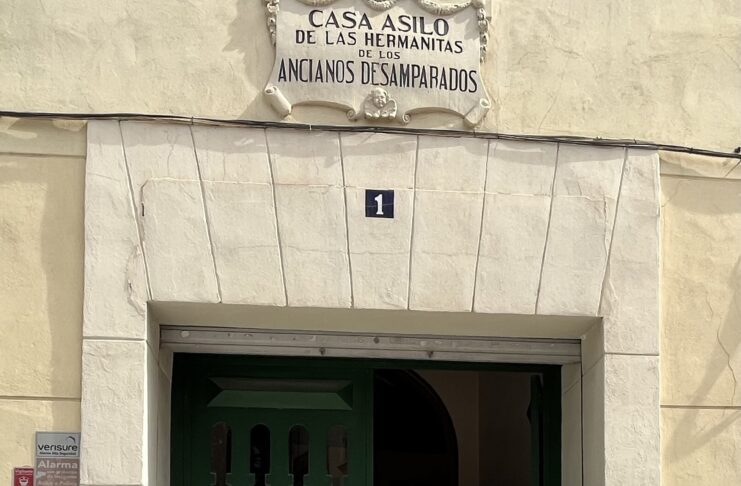 CASA ASILO
DE LAS HERMANITAS
DE LOS
ANCIANOS DESAMPARADOS
1
verisure
Alarma